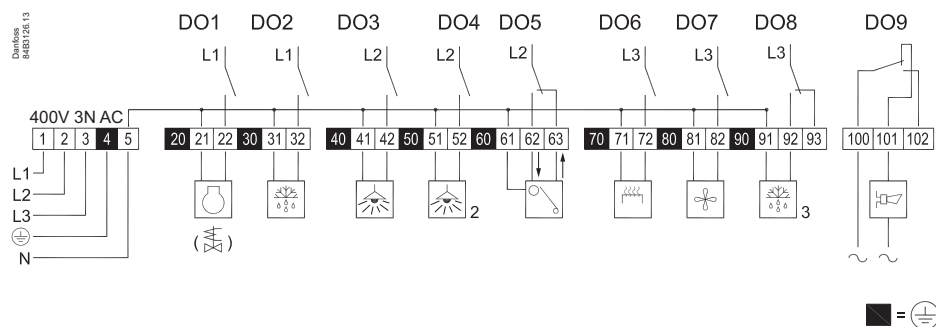 Danfoss
84B3126.13
DO1 DO2 DO3 DO4 DO5 DO6 DO7 DO8 DO9
L1 L1 L2 L2 L2 L3 L3 L3
400V 3N AC
1 2 3 4 5 20 21 22 30 31 32 40 41 42 50 51 52 60 61 62 63 70 71 72 80 81 82 90 91 92 93 100 101 102
L1
L2
L3
N
( )
2
3
=